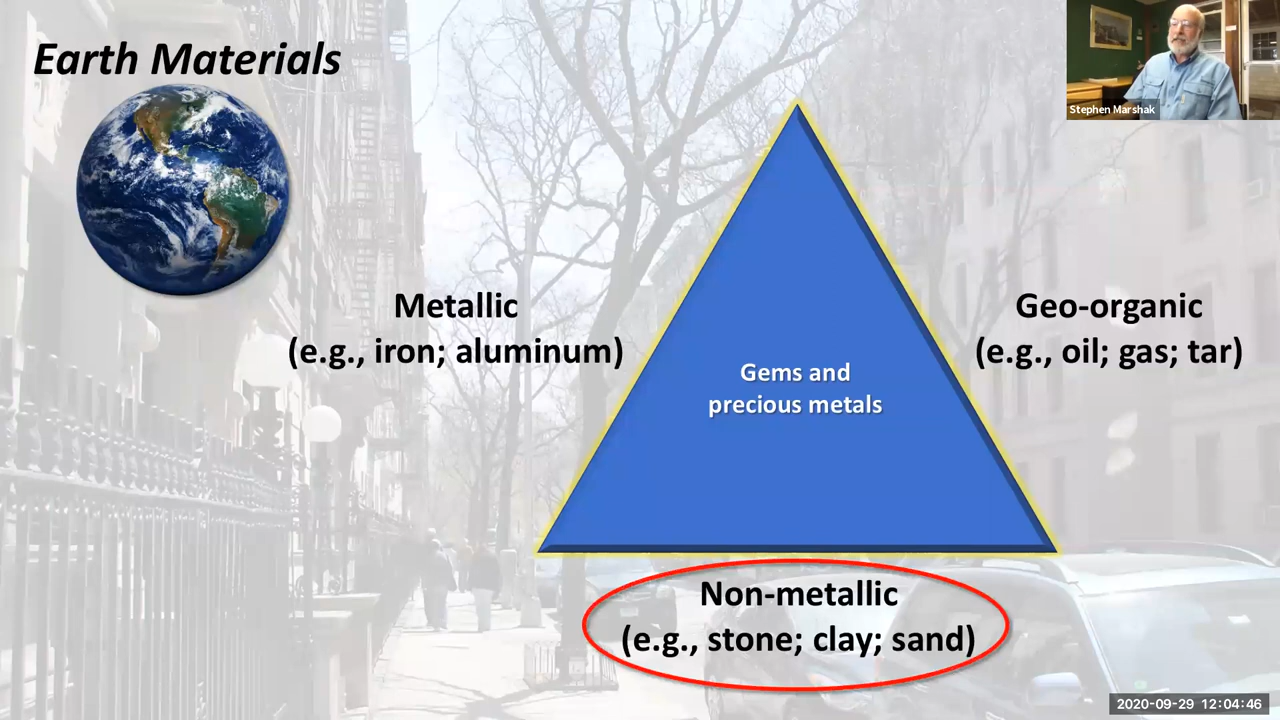 Earth Materials
Stephen Marshak
Metallic
(e.g., iron; aluminum)
Geo-organic
(e.g., oil; gas; tar)
Gems and
precious metals
Non-metallic
(e.g., stone; clay; sand)
2020-09-29 12:04:46